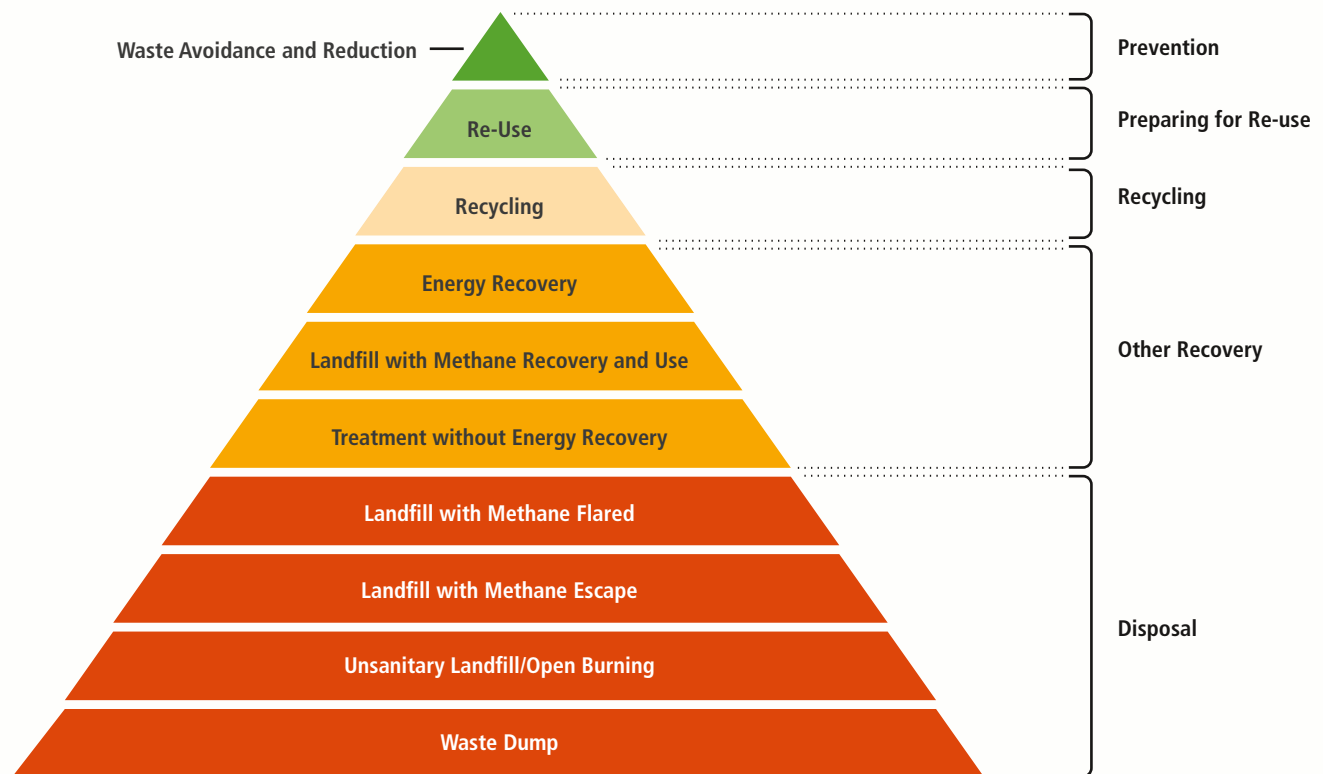 Waste Avoidance and Reduction
Prevention
Re-Use
Preparing for Re-use
Recycling
Recycling
Energy Recovery
Landfill with Methane Recovery and Use
Other Recovery
Treatment without Energy Recovery
Landfill with Methane Flared
Landfill with Methane Escape
Disposal
Unsanitary Landfill/Open Burning
Waste Dump